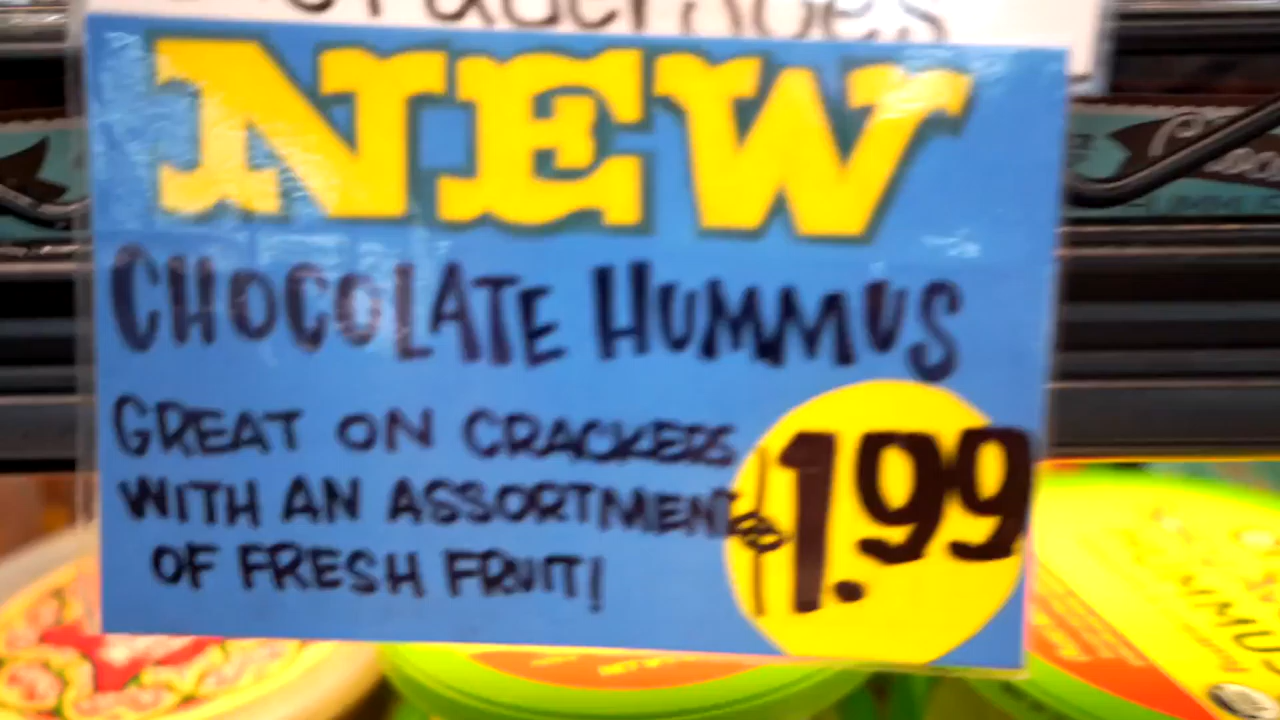 NEW
CHOCOLATE HUMMUS
GREAT ON CRACKERS
WITH AN ASSORTMENT
OF FRESH FRUIT!
$1.99